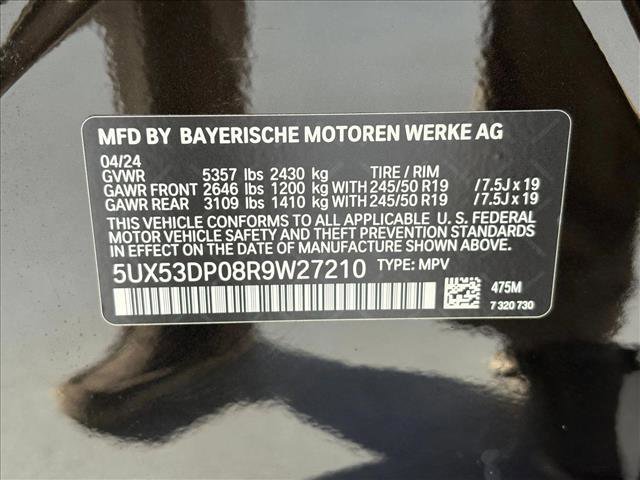 MFD BY BAYERISCHE MOTOREN WERKE AG
04/24
GVWR 5357 lbs 2430 kg TIRE / RIM
GAWR FRONT 2646 lbs 1200 kg WITH 245/50 R19 / 7.5J x 19
GAWR REAR 3109 lbs 1410 kg WITH 245/50 R19 / 7.5J x 19
THIS VEHICLE CONFORMS TO ALL APPLICABLE U. S. FEDERAL
MOTOR VEHICLE SAFETY AND THEFT PREVENTION STANDARDS
IN EFFECT ON THE DATE OF MANUFACTURE SHOWN ABOVE.
5UX53DP08R9W27210 TYPE: MPV
475M
7 320 730